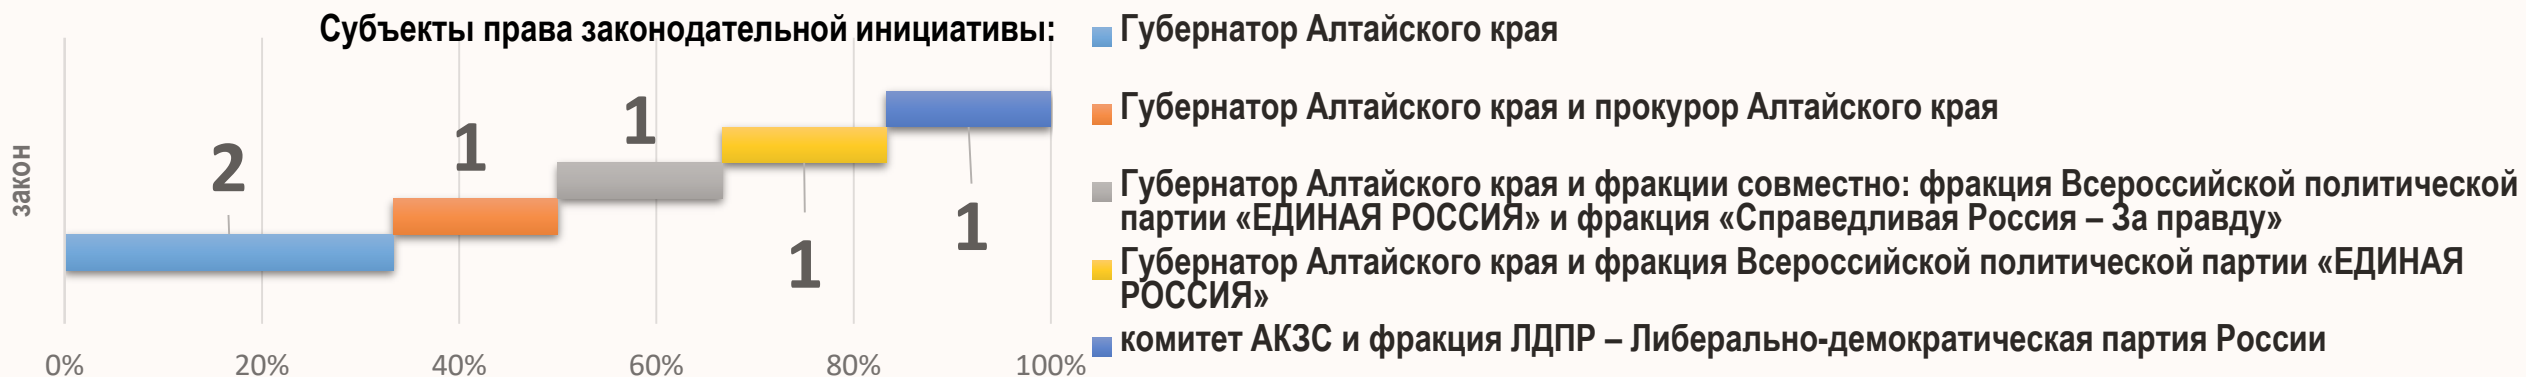 Субъекты права законодательной инициативы:
закон
2
1
1
1
1
0%
20%
40%
60%
80%
100%
Губернатор Алтайского края
Губернатор Алтайского края и прокурор Алтайского края
Губернатор Алтайского края и фракции совместно: фракция Всероссийской политической
партии «ЕДИНАЯ РОССИЯ» и фракция «Справедливая Россия – За правду»
Губернатор Алтайского края и фракция Всероссийской политической партии «ЕДИНАЯ
РОССИЯ»
комитет АКЗС и фракция ЛДПР – Либерально-демократическая партия России